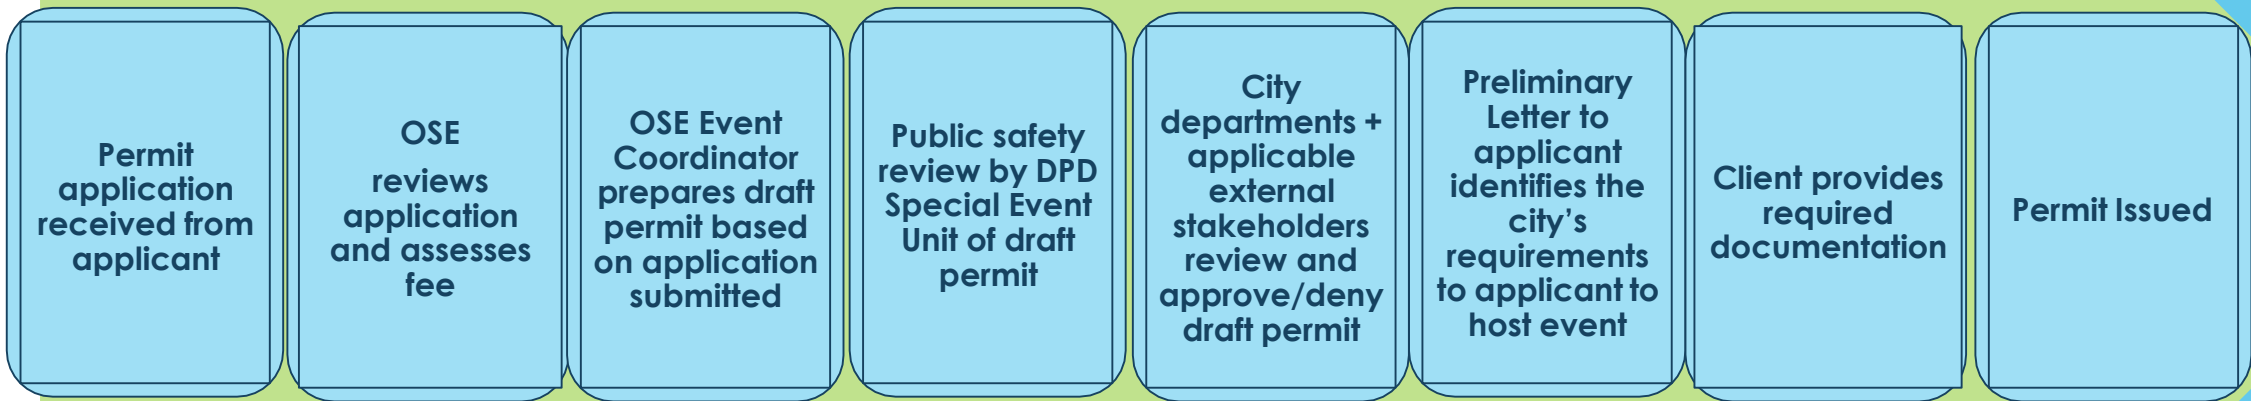 Permit
application
received from
applicant
OSE
reviews
application
and assesses
fee
OSE Event
Coordinator
prepares draft
permit based
on application
submitted
Public safety
review by DPD
Special Event
Unit of draft
permit
City
departments +
applicable
external
stakeholders
review and
approve/deny
draft permit
Preliminary
Letter to
applicant
identifies the
city’s
requirements
to applicant to
host event
Client provides
required
documentation
Permit Issued